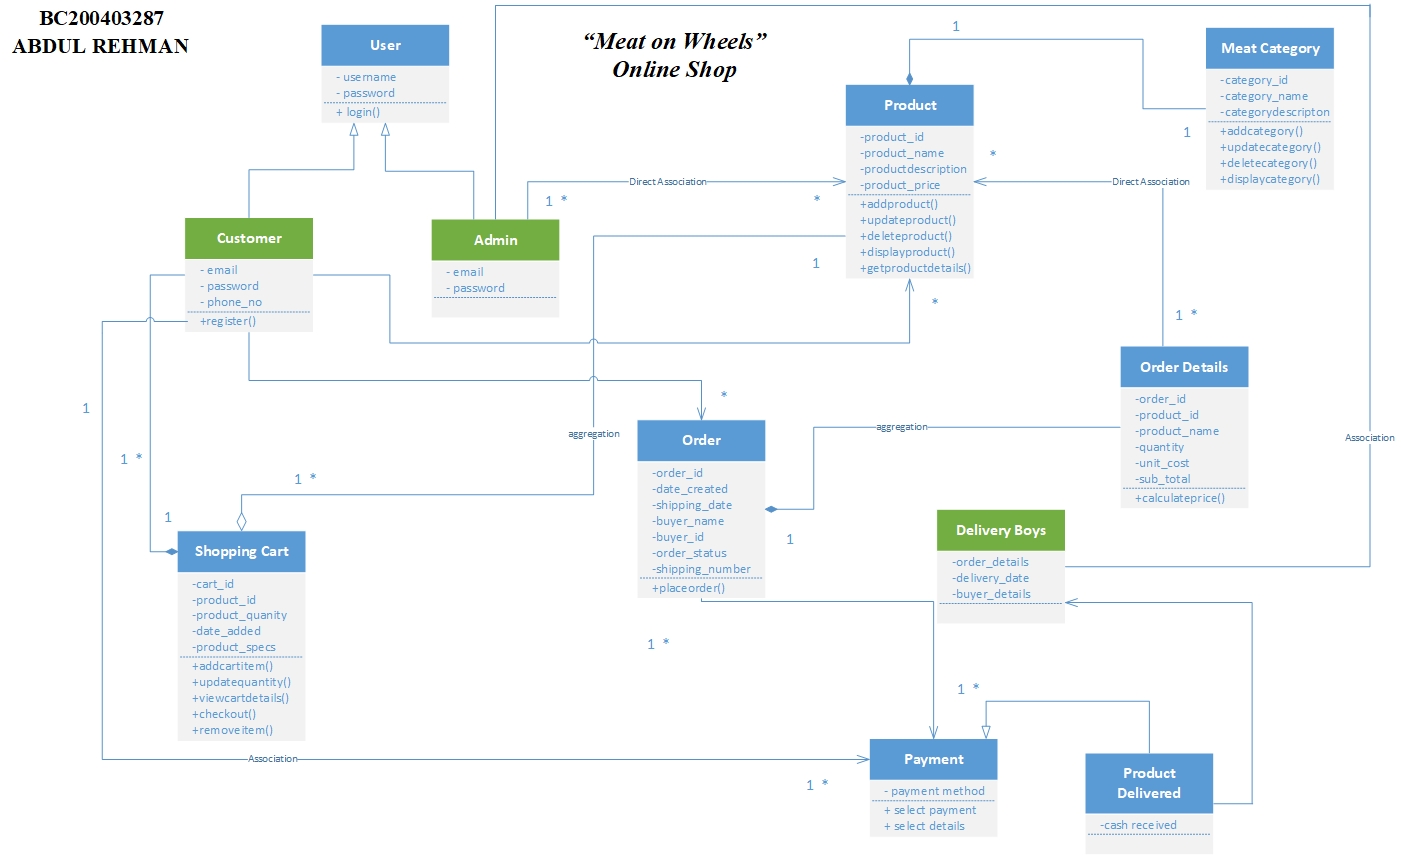 BC200403287
ABDUL REHMAN
“Meat on Wheels”
Online Shop
User
- username
- password
+ login()
Product
-product_id
-product_name
-productdescription
-product_price
+addproduct()
+updateproduct()
+deleteproduct()
+displayproduct()
+getproductdetails()
1
Meat Category
-category_id
-category_name
-categorydescripton
+addcategory()
+updatecategory()
+deletecategory()
+displaycategory()
1
*
Direct Association
1 *
*
Direct Association
1 *
Customer
- email
- password
- phone_no
+register()
Admin
- email
- password
1
*
Order Details
-order_id
-product_id
-product_name
-quantity
-unit_cost
-sub_total
+calculateprice()
*
1
aggregation
aggregation
Association
Order
-order_id
-date_created
-shipping_date
-buyer_name
-buyer_id
-order_status
-shipping_number
+placeorder()
1 *
1 *
1
1
Shopping Cart
-cart_id
-product_id
-product_quanity
-date_added
-product_specs
+addcartitem()
+updatequantity()
+viewcartdetails()
+checkout()
+removeitem()
Delivery Boys
-order_details
-delivery_date
-buyer_details
1 *
1 *
Association
1 *
Payment
- payment method
+ select payment
+ select details
Product
Delivered
-cash received